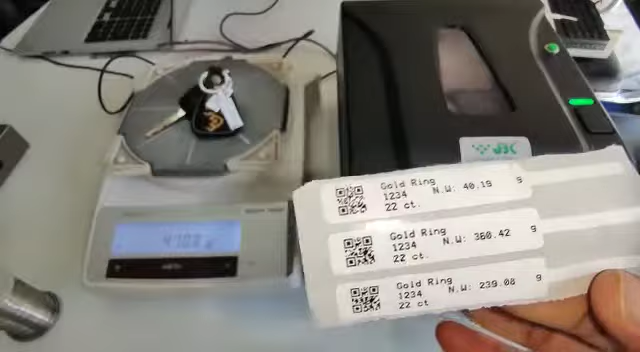 Gold Ring
1234 N.W: 40.19 g
22 ct.
Gold Ring
1234 N.W: 360.42 g
22 ct.
Gold Ring
1234 N.W: 239.08 g
22 ct